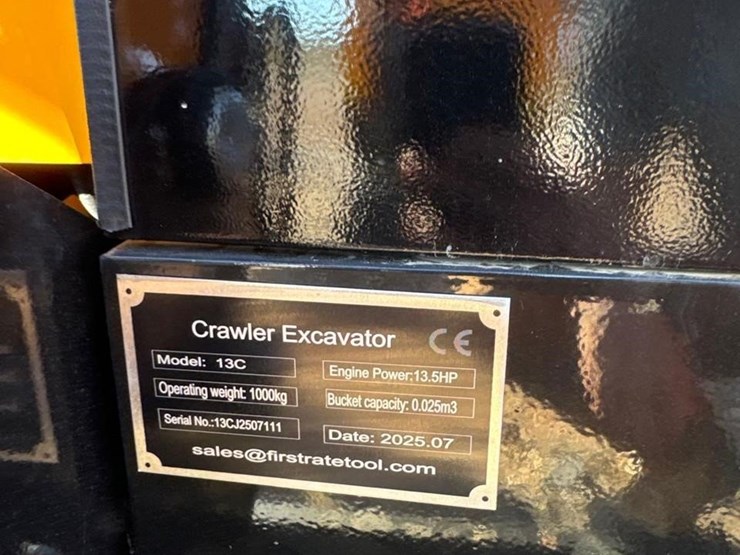 Crawler Excavator CE
Model: 13C
Engine Power:13.5HP
Operating weight: 1000kg
Bucket capacity: 0.025m3
Serial No.:13CJ2507111
Date: 2025.07
sales@firstratetool.com